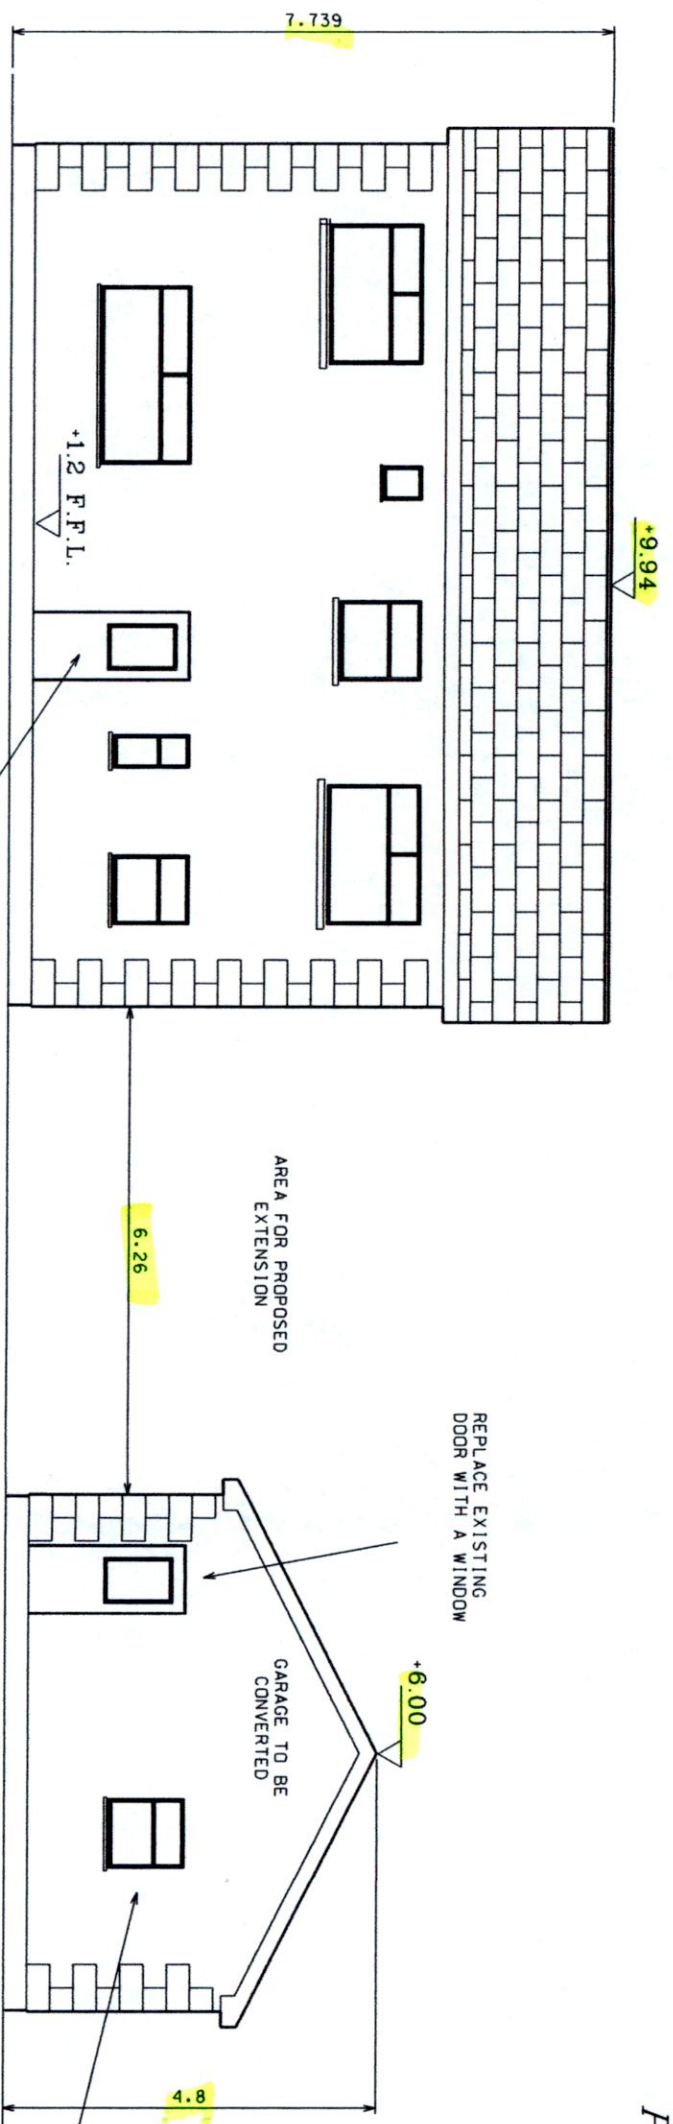 7.739
+9.94
+1.2 F.F.L.
AREA FOR PROPOSED
EXTENSION
6.26
REPLACE EXISTING
DOOR WITH A WINDOW
+6.00
GARAGE TO BE
CONVERTED
4.8